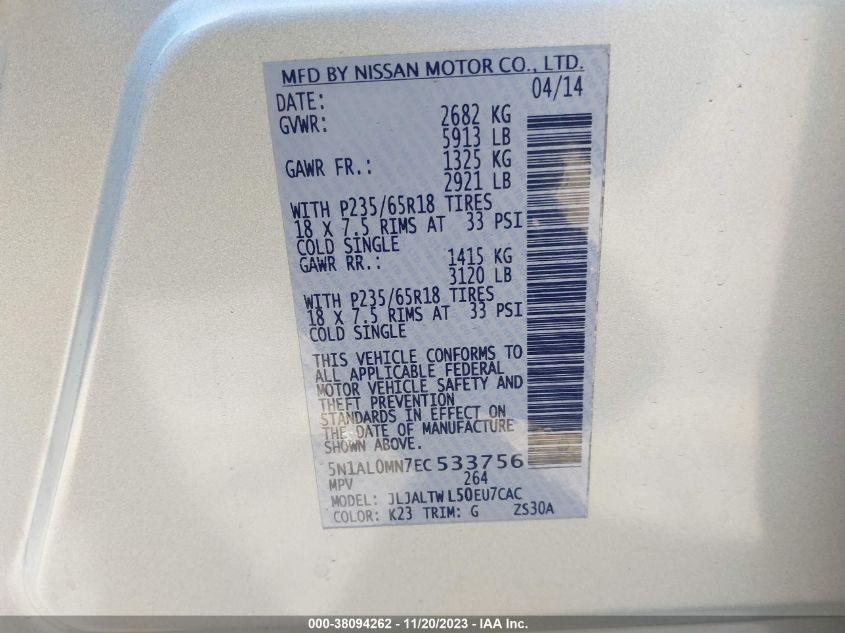 MFD BY NISSAN MOTOR CO., LTD.
DATE: 04/14
GVWR: 2682 KG
5913 LB
GAWR FR.: 1325 KG
2921 LB
WITH P235/65R18 TIRES
18 X 7.5 RIMS AT 33 PSI
COLD SINGLE
GAWR RR.: 1415 KG
3120 LB
WITH P235/65R18 TIRES
18 X 7.5 RIMS AT 33 PSI
COLD SINGLE
THIS VEHICLE CONFORMS TO
ALL APPLICABLE FEDERAL
MOTOR VEHICLE SAFETY AND
THEFT PREVENTION
STANDARDS IN EFFECT ON
THE DATE OF MANUFACTURE
SHOWN ABOVE.
5N1AL0MN7EC533756
MPV 264
MODEL: JLJALTWL50EU7CAC
COLOR: K23 TRIM: G ZS30A
000-38094262 - 11/20/2023 - IAA Inc.